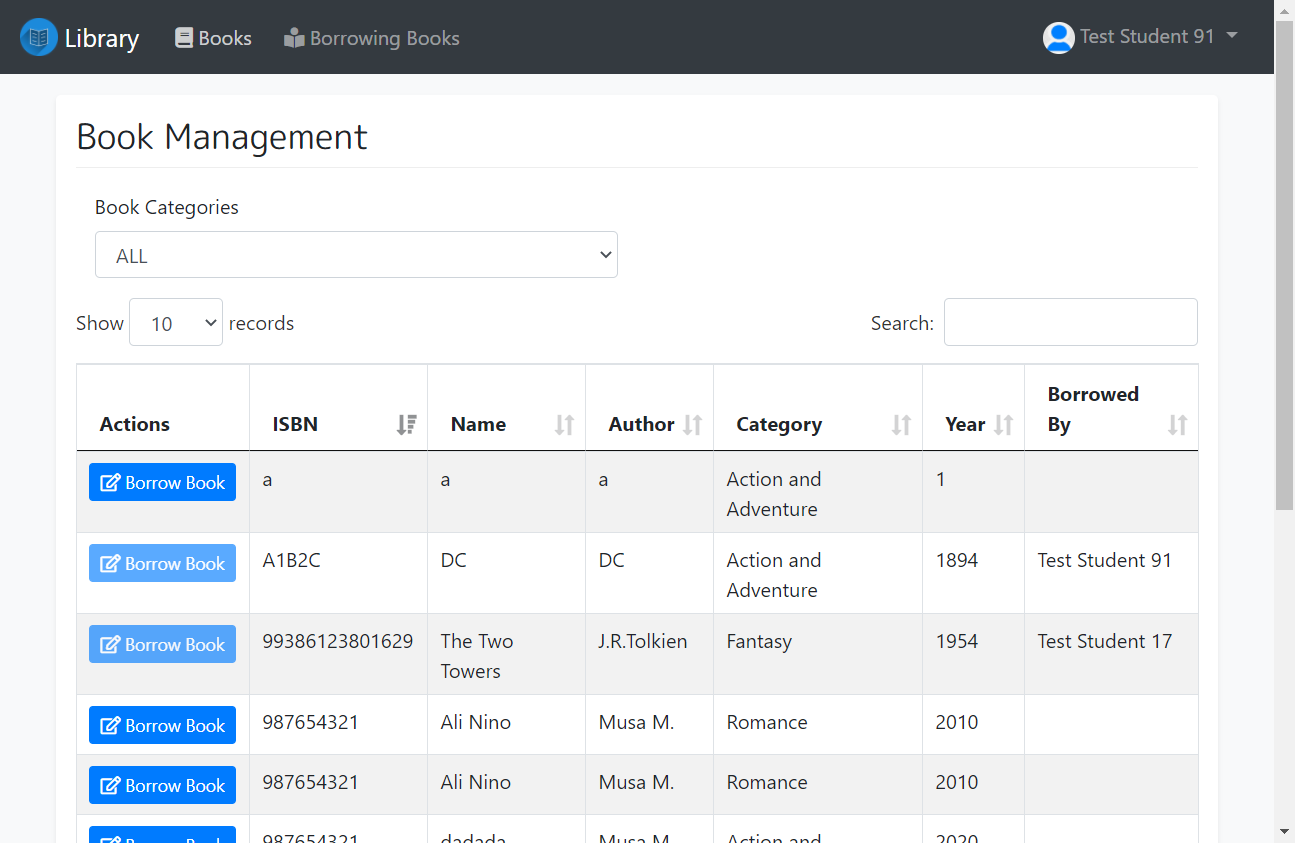 Library Books Borrowing Books Test Student 91
Book Management
Book Categories
ALL
Show 10 records Search:
Actions ISBN Name Author Category Year Borrowed By
Borrow Book a a a Action and Adventure 1
Borrow Book A1B2C DC DC Action and Adventure 1894 Test Student 91
Borrow Book 99386123801629 The Two Towers J.R.Tolkien Fantasy 1954 Test Student 17
Borrow Book 987654321 Ali Nino Musa M. Romance 2010
Borrow Book 987654321 Ali Nino Musa M. Romance 2010
Borrow Book 987654321 dadada Musa M. Action and 2020